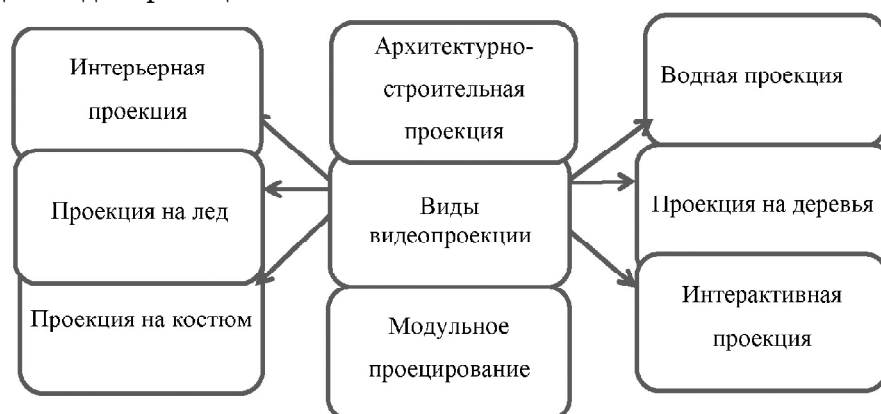 Интерьерная
проекция
Проекция на лед
Проекция на костюм
Архитектурно-
строительная
проекция
Виды
видеопроекции
Модульное
проецирование
Водная проекция
Проекция на деревья
Интерактивная
проекция